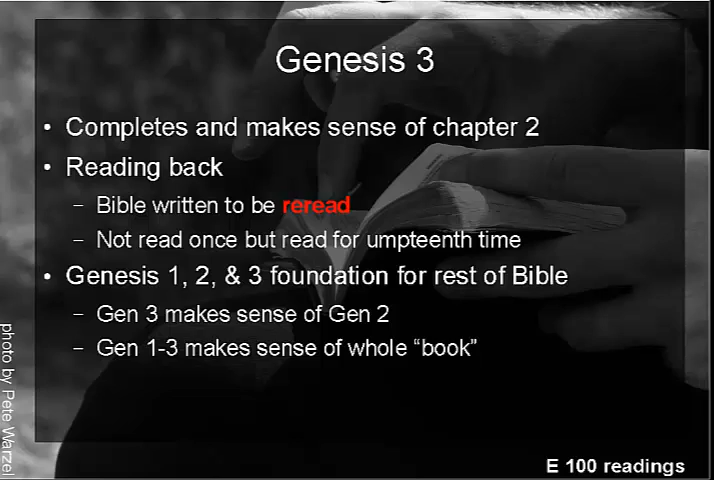 Genesis 3
• Completes and makes sense of chapter 2
• Reading back
– Bible written to be reread
– Not read once but read for umpteenth time
• Genesis 1, 2, & 3 foundation for rest of Bible
– Gen 3 makes sense of Gen 2
– Gen 1-3 makes sense of whole “book”
photo by Pete Warzel
E 100 readings